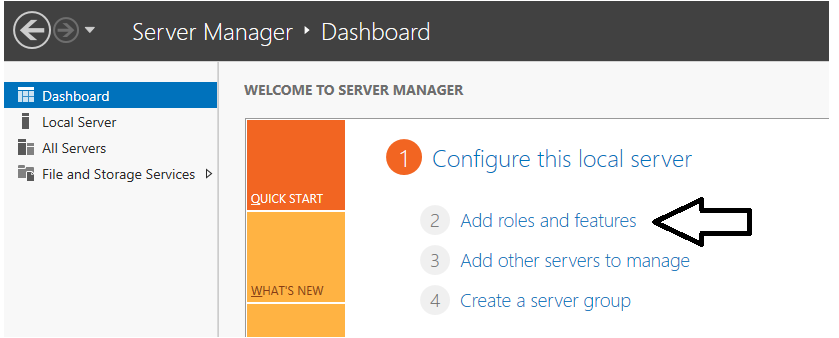 Server Manager ‣ Dashboard
Dashboard
Local Server
All Servers
File and Storage Services
WELCOME TO SERVER MANAGER
QUICK START
WHAT'S NEW
1 Configure this local server
2 Add roles and features
3 Add other servers to manage
4 Create a server group